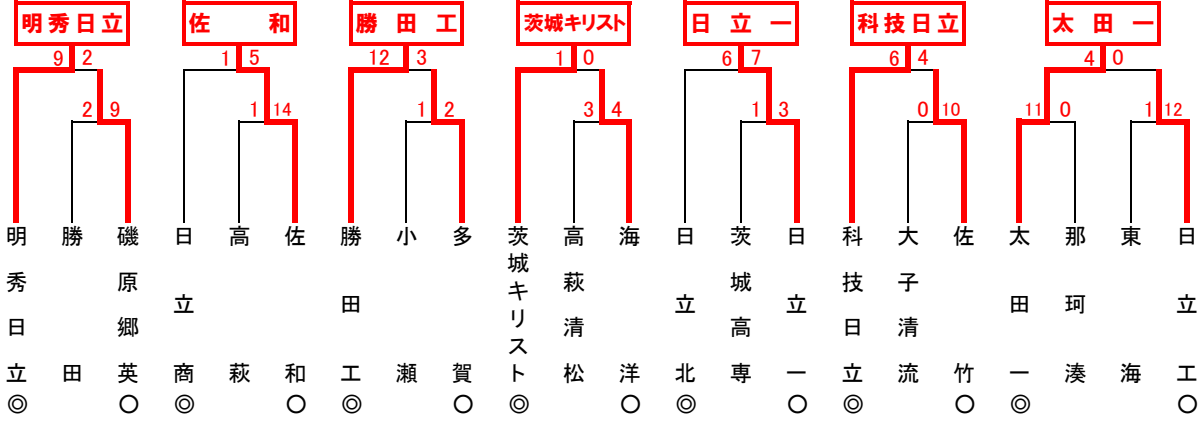 明秀日立 佐和 勝田工 茨城キリスト 日立一 科技日立 太田一
9 2 1 5 12 3 1 0 6 7 6 4 4 0
2 9 1 14 1 2 3 4 1 3 0 10 11 0 1 12
明秀日立 勝田 磯原郷英 日立商 高萩 佐和 勝田工 小瀬 多賀 茨城キリスト 高萩清松 海洋 日立北 茨城高専 日立一 科技日立 大子清流 佐竹 太田一 那珂湊 東海 日立工
◎ ○ ◎ ○ ◎ ○ ◎ ○ ◎ ○ ◎ ○ ◎ ○